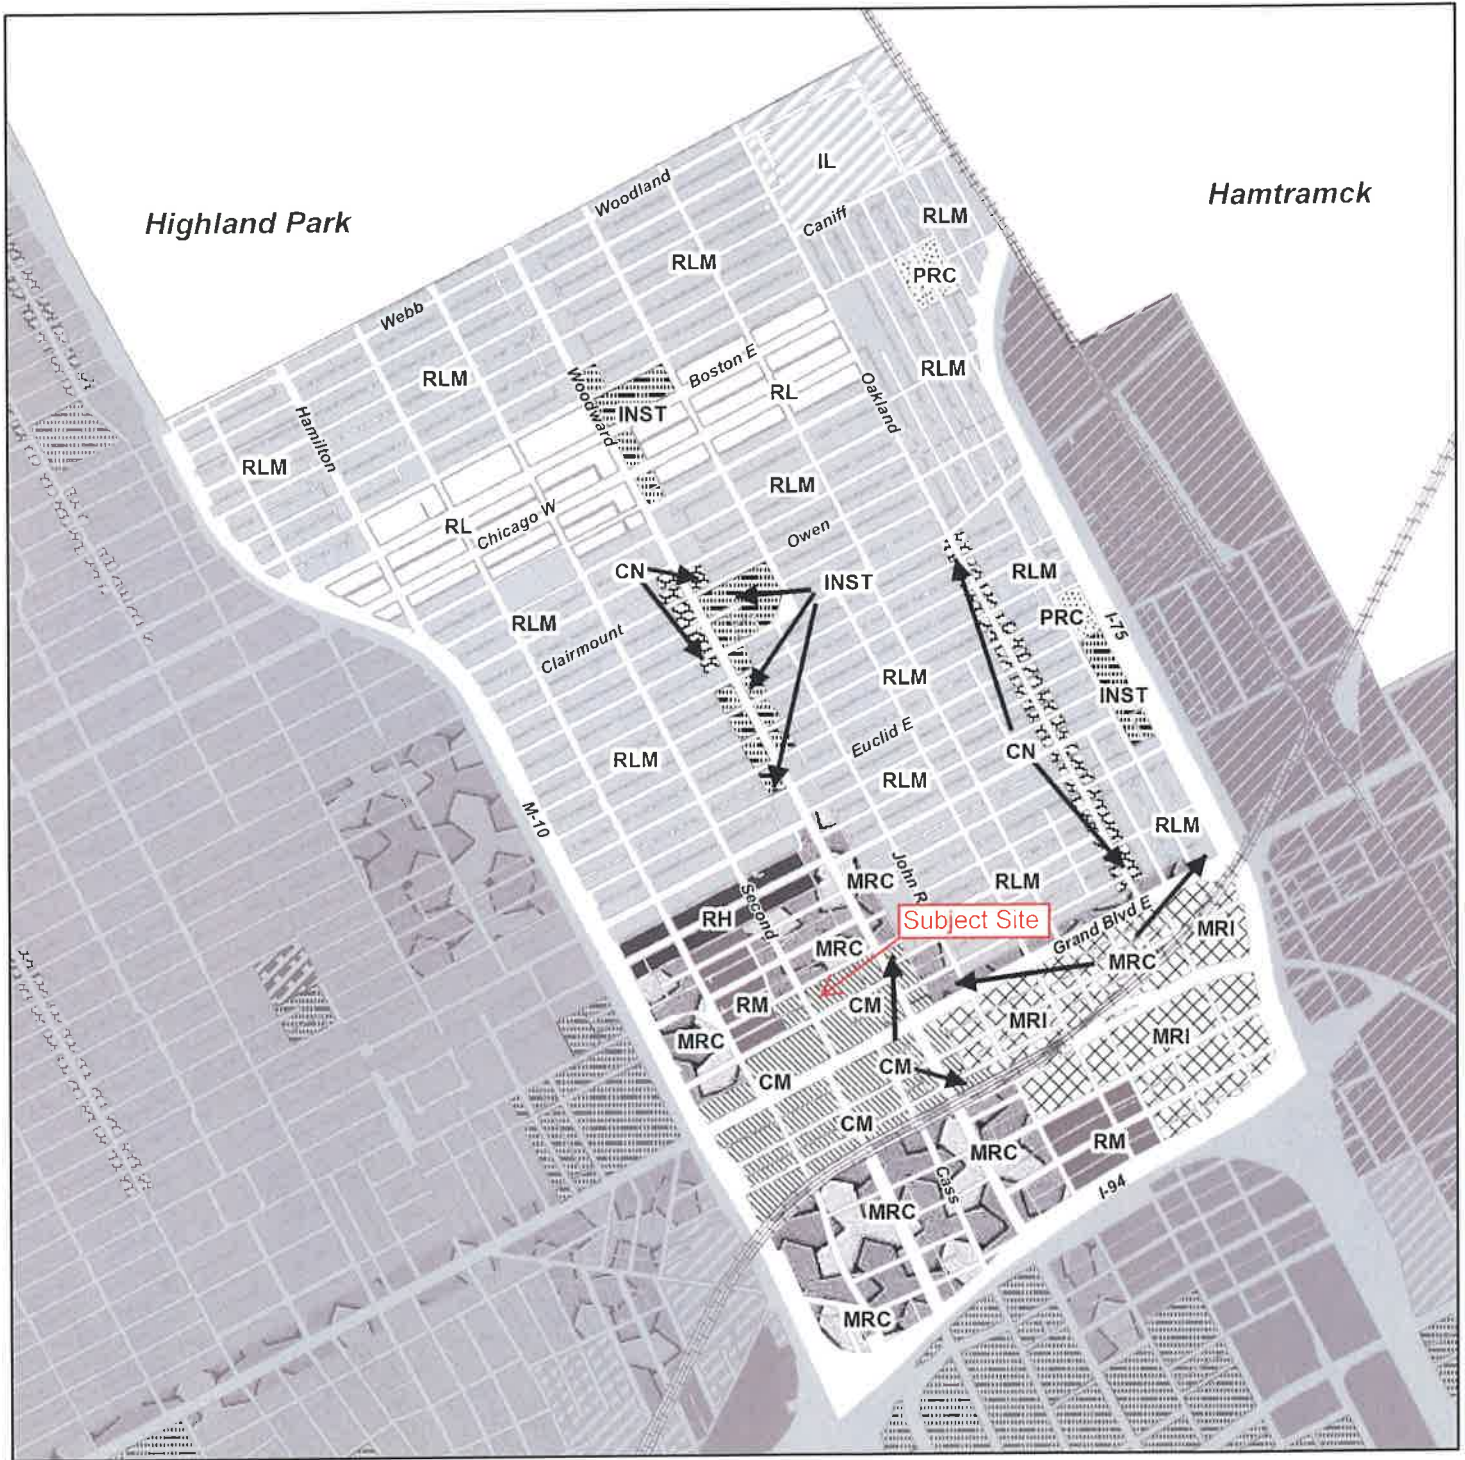 IL
Hamtramck
Woodland
Highland Park
RLM
Caniff
RLM
PRC
Webb
Boston E
RLM
RLM
RL
Woodward
Oakland
INST
Hamilton
RLM
RLM
RL
Chicago W
Owen
CN
INST
RLM
PRC
I-75
RLM
Clairmount
RLM
INST
Euclid E
CN
RLM
RLM
M-10
RLM
John R
MRC
RLM
Second
RH
Subject Site
Grand Blvd E
MRI
MRC
MRC
RM
CM
MRI
MRI
MRC
CM
CM
CM
RM
MRC
Cass
I-94
MRC
MRC